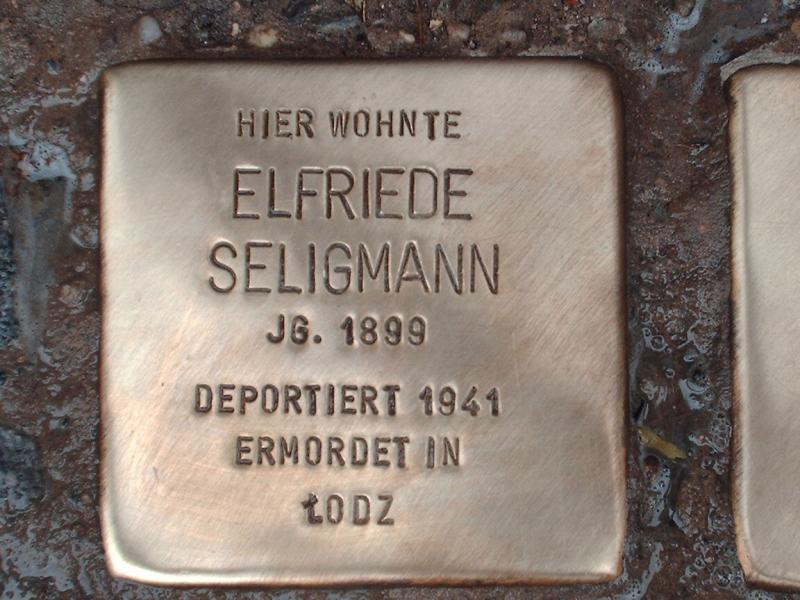 HIER WOHNTE
ELFRIEDE
SELIGMANN
JG. 1899
DEPORTIERT 1941
ERMORDET IN
ŁODZ